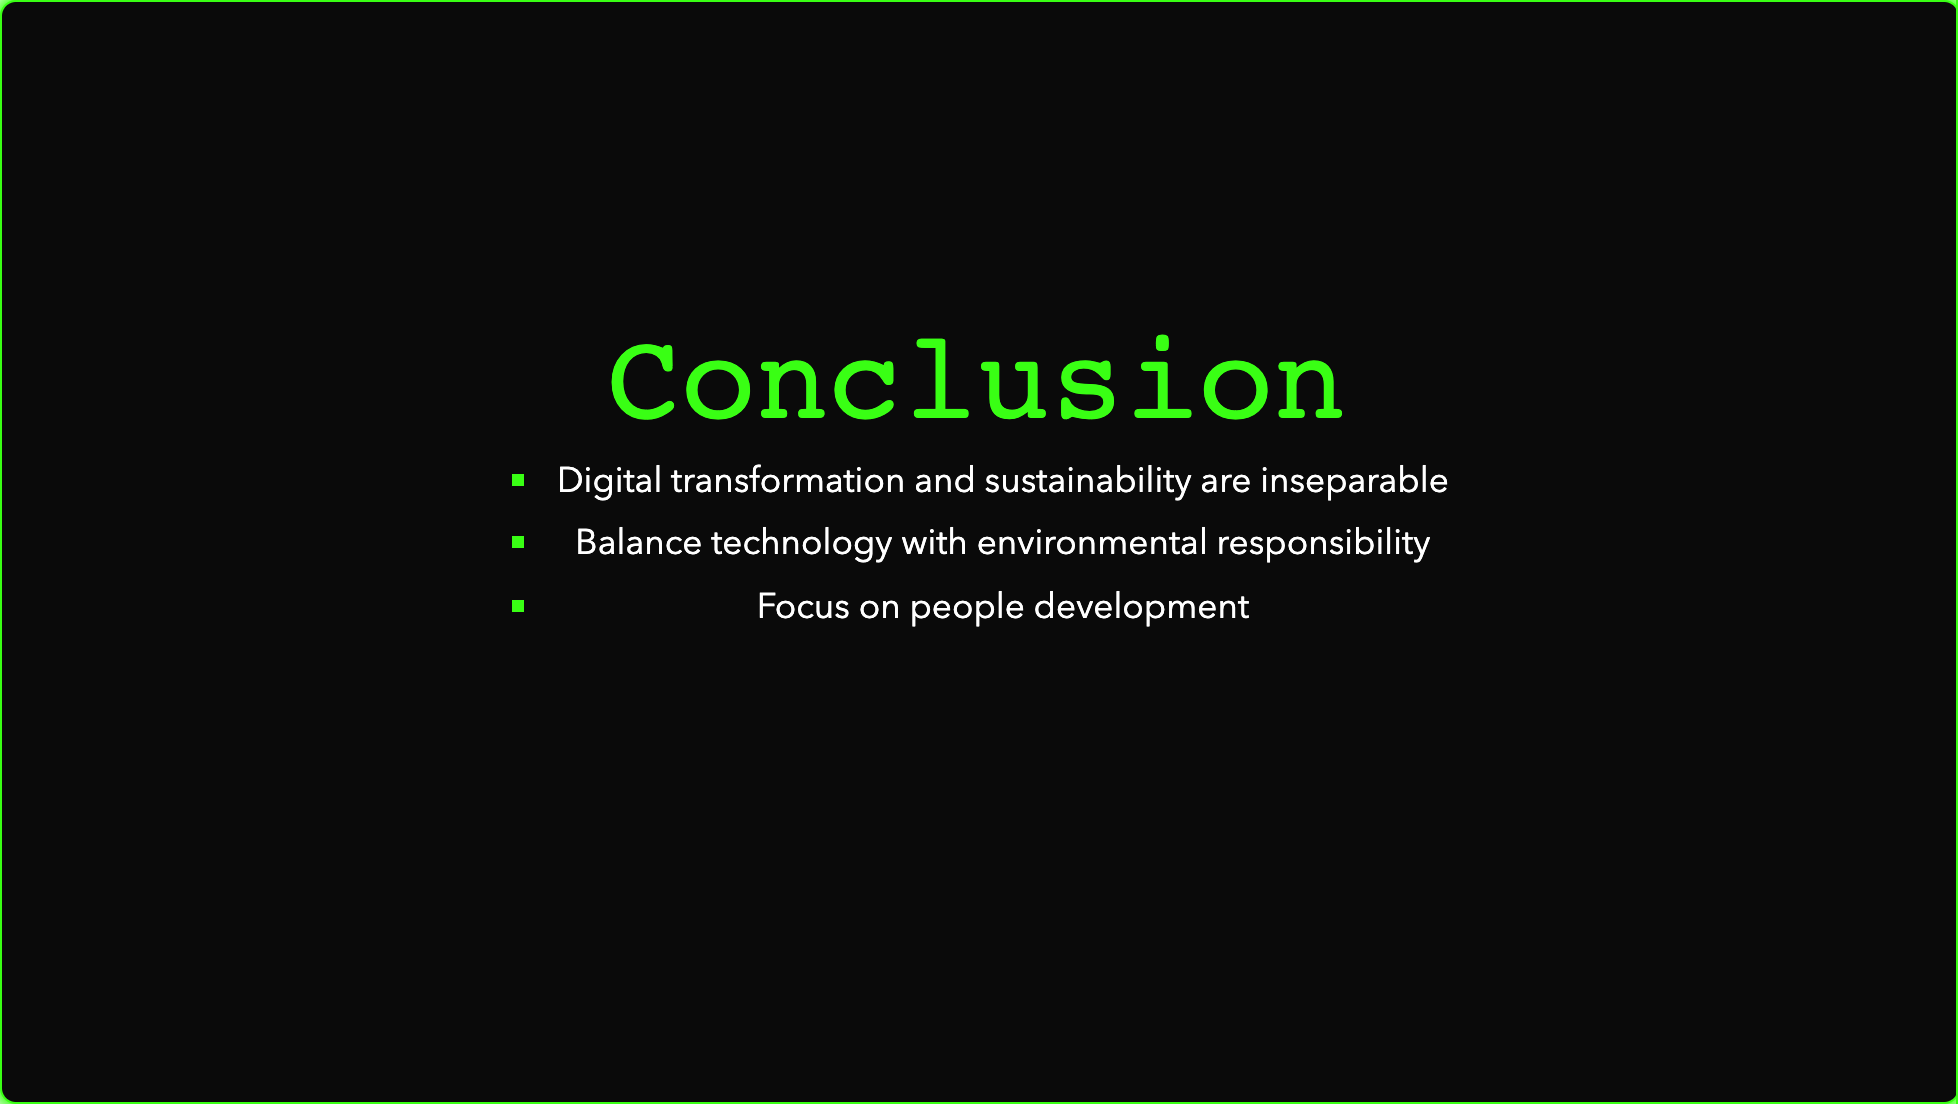 Conclusion
Digital transformation and sustainability are inseparable
Balance technology with environmental responsibility
Focus on people development